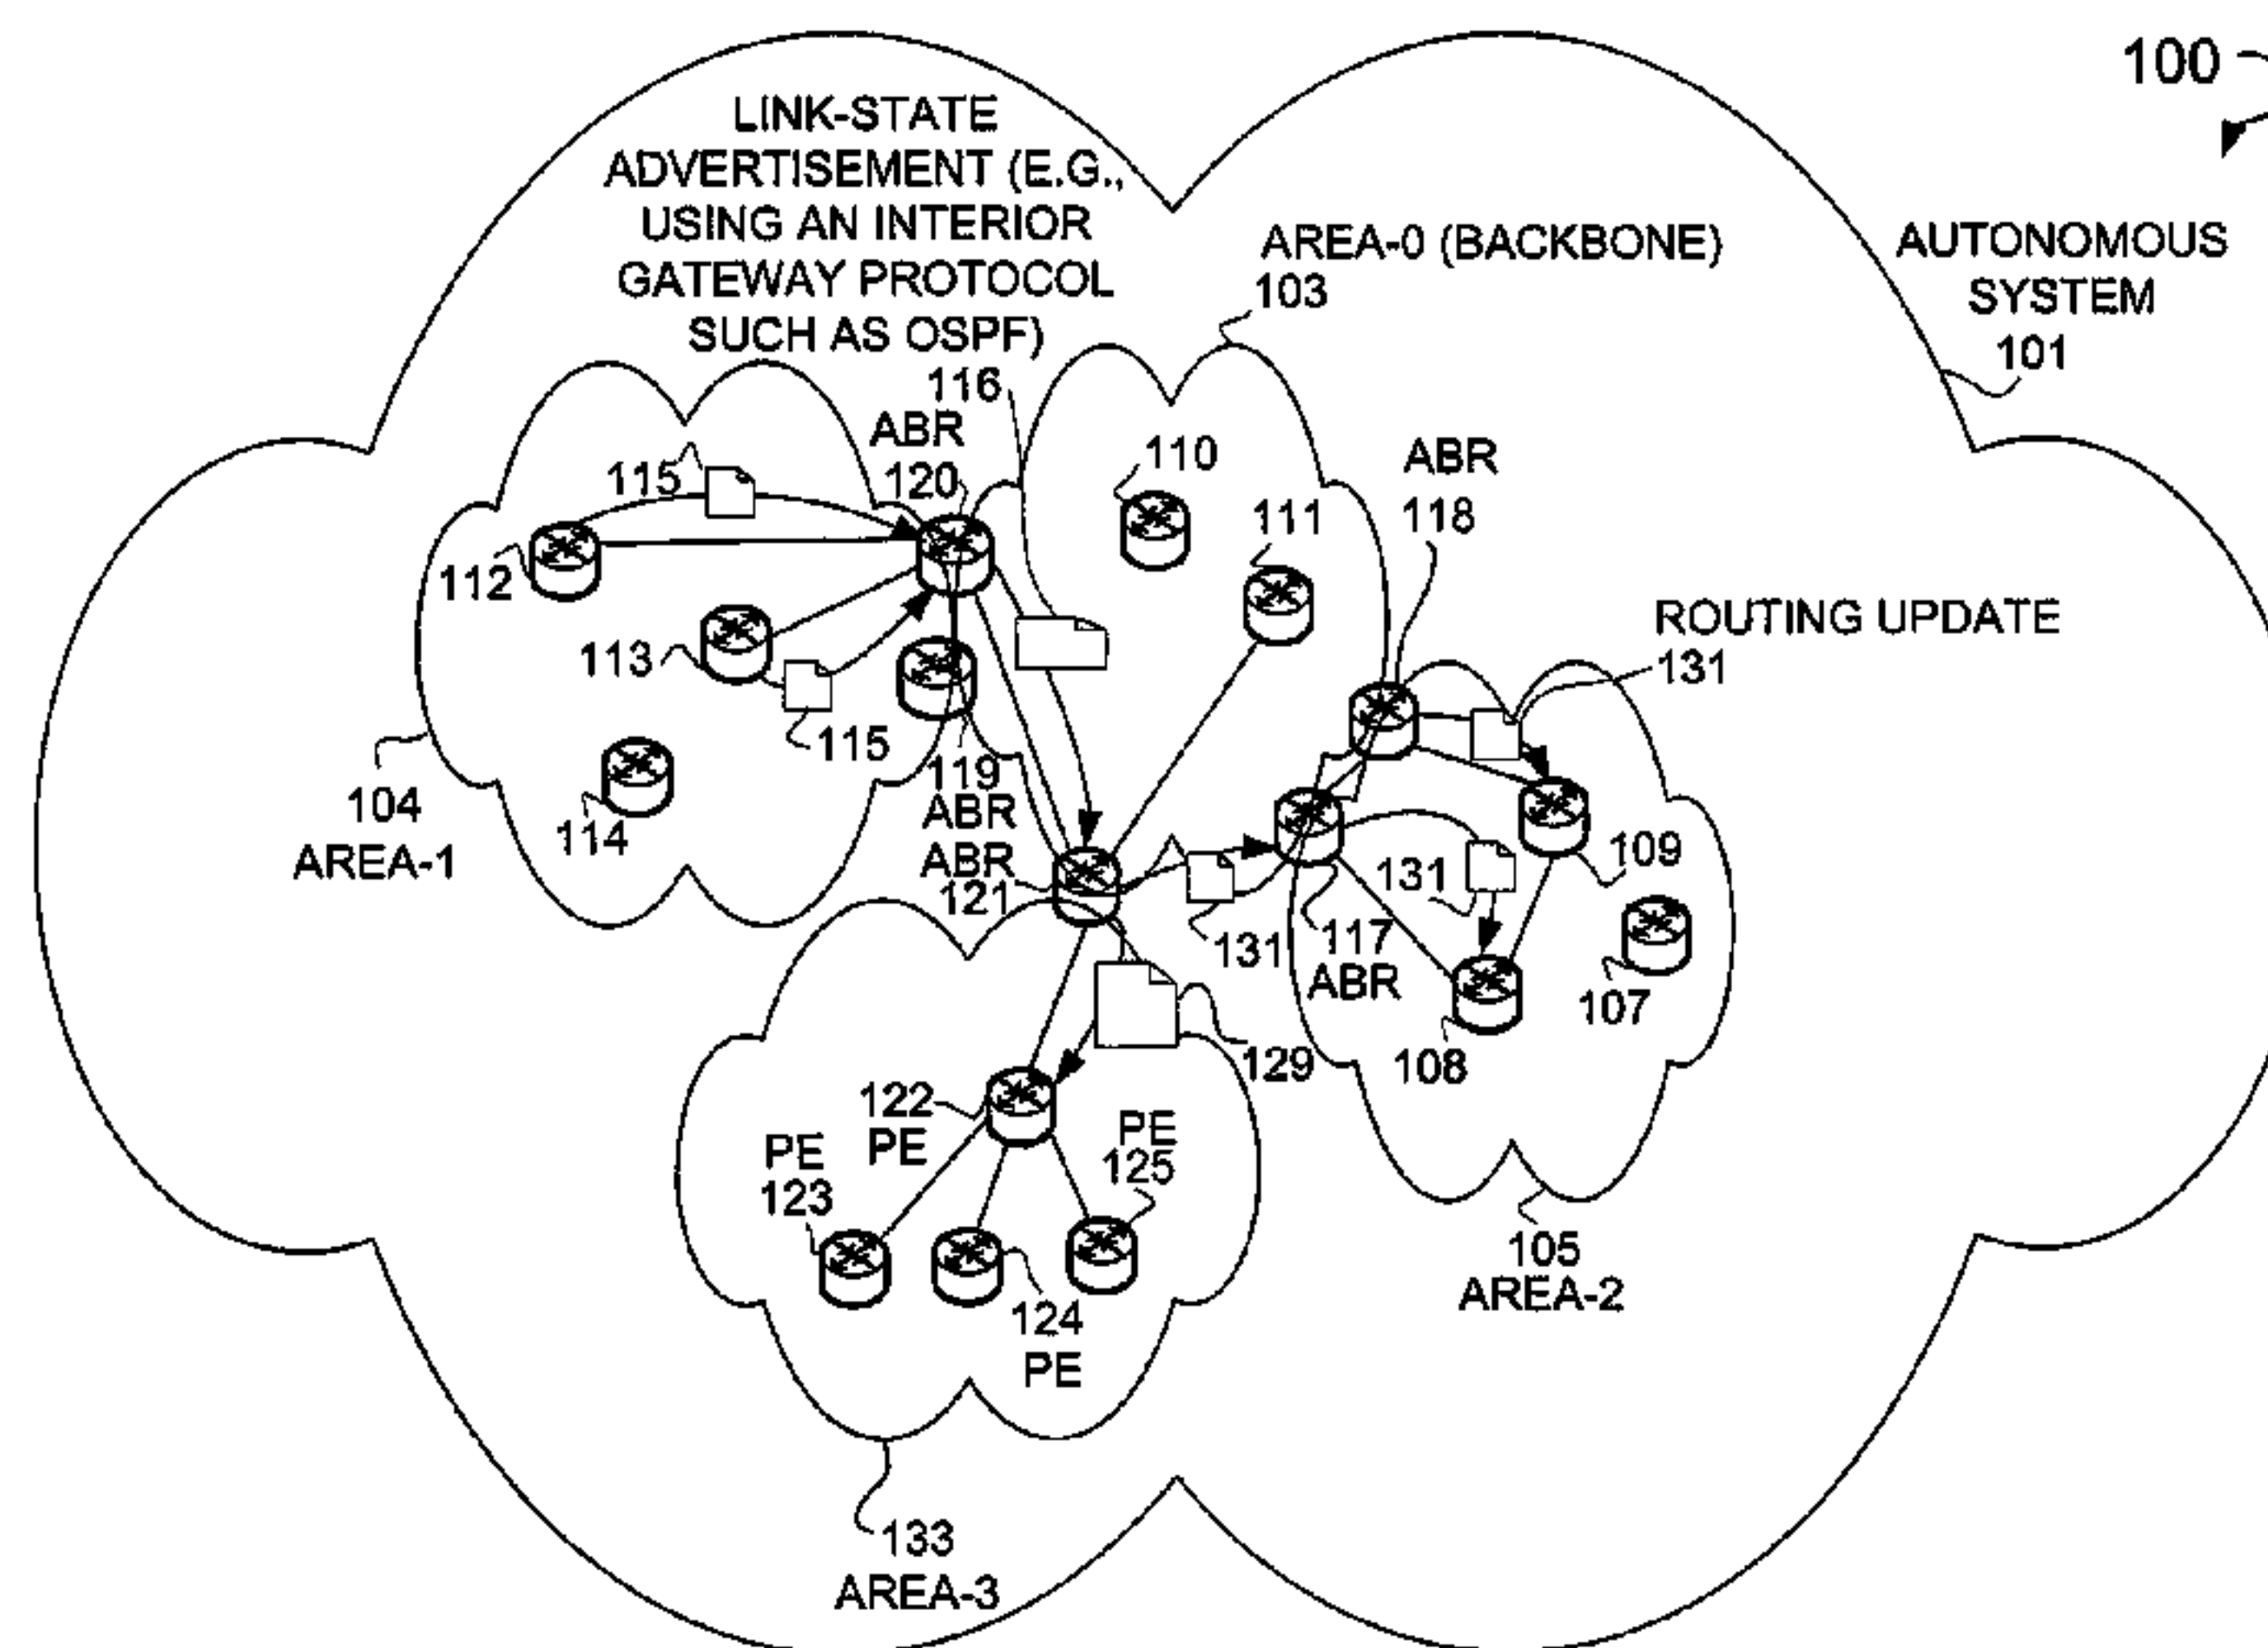 100
LINK-STATE
ADVERTISEMENT (E.G.,
USING AN INTERIOR
GATEWAY PROTOCOL
SUCH AS OSPF)
116
AREA-0 (BACKBONE)
103
AUTONOMOUS
SYSTEM
101
ABR
120
115
110
111
ABR
118
112
113
115
114
119
ABR
104
AREA-1
ROUTING UPDATE
131
ABR
121
131
117
ABR
131
109
107
108
129
122
PE
PE
123
PE
125
124
PE
105
AREA-2
133
AREA-3